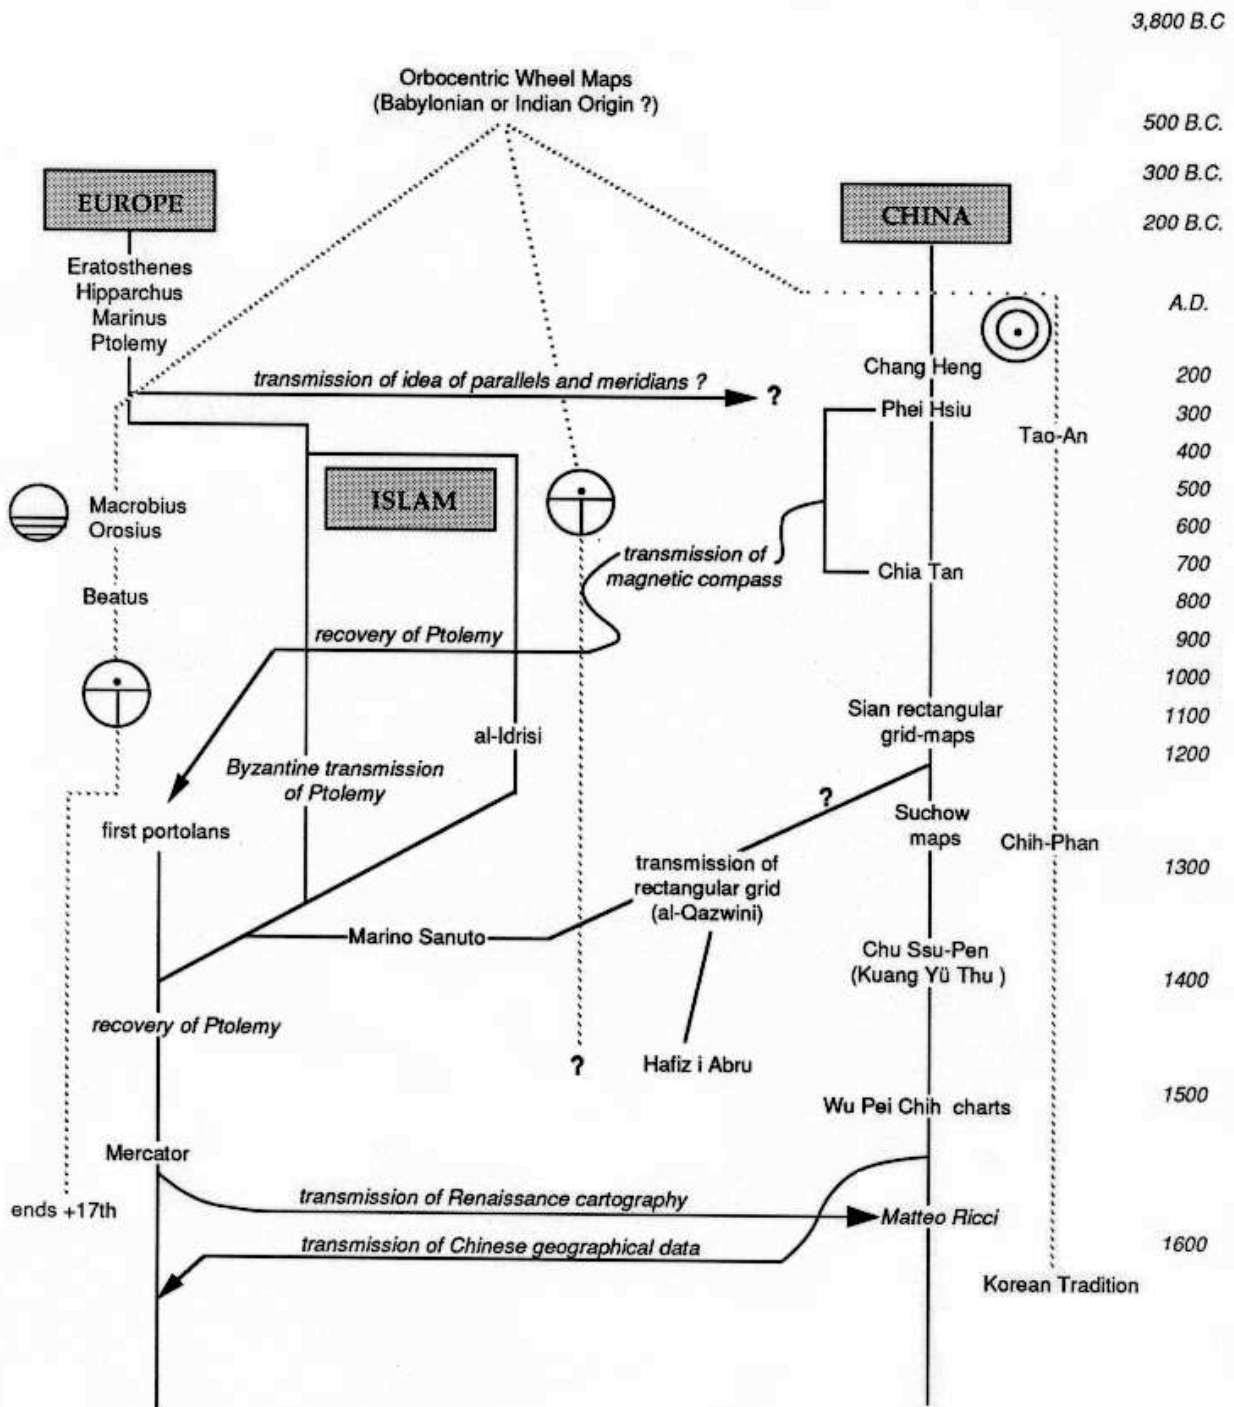 3,800 B.C
Orbocentric Wheel Maps
(Babylonian or Indian Origin ?)
500 B.C.
300 B.C.
200 B.C.
EUROPE
CHINA
Eratosthenes
Hipparchus
Marinus
Ptolemy
A.D.
Chang Heng
200
transmission of idea of parallels and meridians ?
?
Phei Hsiu
300
Tao-An
400
ISLAM
500
Macrobius
Orosius
600
transmission of
magnetic compass
Chia Tan
700
Beatus
800
recovery of Ptolemy
900
1000
Sian rectangular
grid-maps
1100
al-Idrisi
1200
Byzantine transmission
of Ptolemy
?
Suchow
maps
first portolans
Chih-Phan
transmission of
rectangular grid
(al-Qazwini)
1300
Marino Sanuto
Chu Ssu-Pen
(Kuang Yü Thu )
1400
recovery of Ptolemy
?
Hafiz i Abru
1500
Wu Pei Chih charts
Mercator
ends +17th
transmission of Renaissance cartography
Matteo Ricci
transmission of Chinese geographical data
1600
Korean Tradition